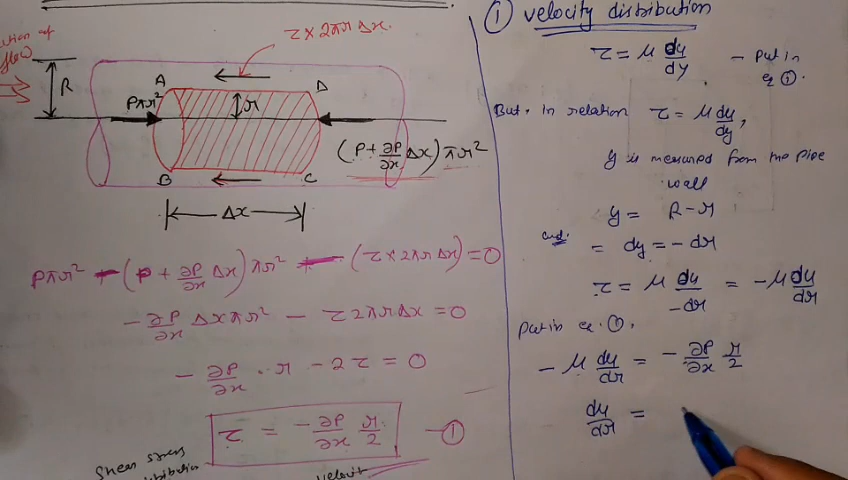 τ × 2πr Δx.
flow
R
A
D
pπr²
r
(P + ∂P/∂x Δx) πr²
B
C
Δx
Pπr² - (p + ∂P/∂x Δx) πr² - (τ × 2πr Δx) = 0
- ∂P/∂x Δx πr² - τ 2πr Δx = 0
- ∂P/∂x · r - 2τ = 0
τ = - ∂P/∂x r/2 — ①
Shear stress
① velocity distribution
τ = μ du/dy — Put in eq ①.
But, in relation τ = μ du/dy,
y is measured from the pipe
wall
y = R - r
and = dy = - dr
τ = μ du/-dr = - μ du/dr
Put in eq. ①,
- μ du/dr = - ∂P/∂x r/2
du/dr =